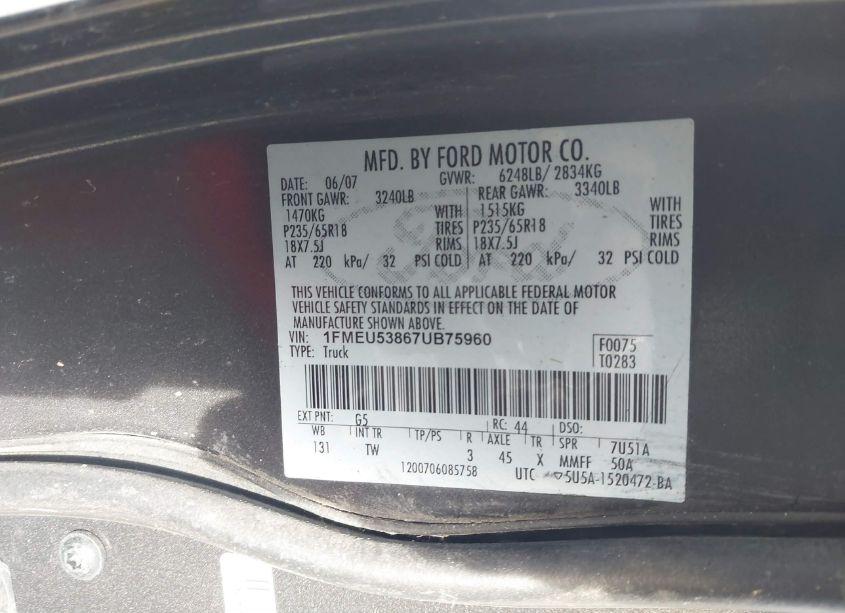 MFD. BY FORD MOTOR CO.
DATE: 06/07 GVWR: 6248LB/ 2834KG
FRONT GAWR: 3240LB REAR GAWR: 3340LB
1470KG WITH 1515KG WITH
P235/65R18 TIRES P235/65R18 TIRES
18X7.5J RIMS 18X7.5J RIMS
AT 220 kPa/ 32 PSI COLD AT 220 kPa/ 32 PSI COLD
THIS VEHICLE CONFORMS TO ALL APPLICABLE FEDERAL MOTOR
VEHICLE SAFETY STANDARDS IN EFFECT ON THE DATE OF
MANUFACTURE SHOWN ABOVE.
VIN: 1FMEU53867UB75960 F0075
TYPE: Truck T0283
EXT PNT: G5 RC: 44 DSO:
WB INT TR TP/PS R AXLE TR SPR 7U51A
131 TW 3 45 X MMFF 50A
1200706085758 UTC 5U5A-1520472-BA